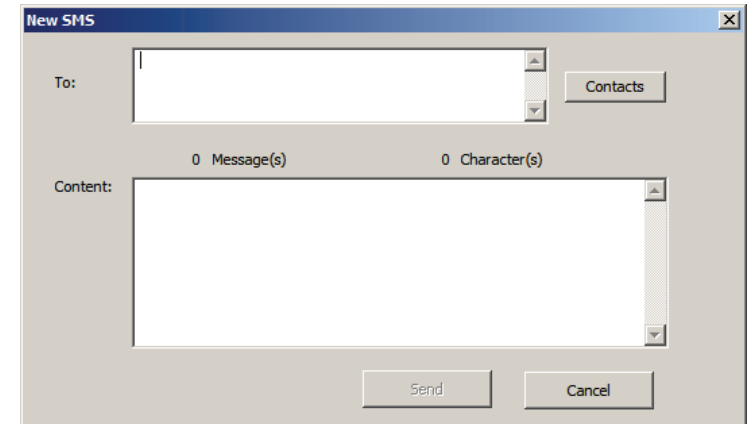 New SMS
To:
Contacts
0 Message(s) 0 Character(s)
Content:
Send Cancel